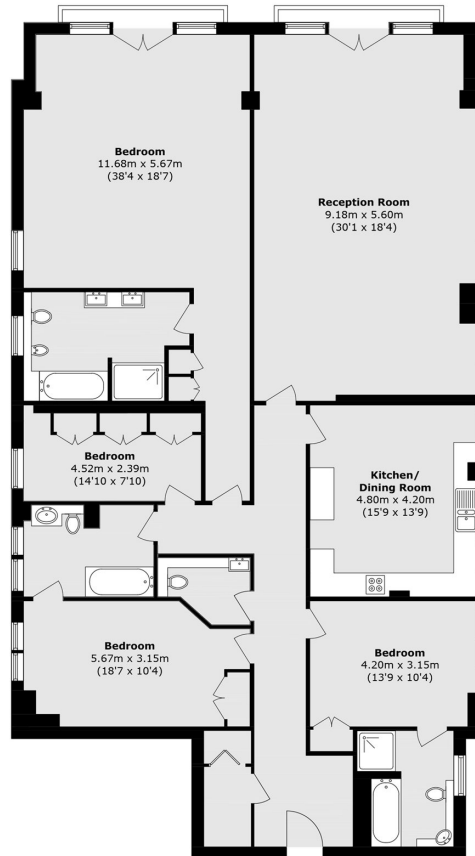 Bedroom
11.68m x 5.67m
(38'4 x 18'7)
Reception Room
9.18m x 5.60m
(30'1 x 18'4)
Bedroom
4.52m x 2.39m
(14'10 x 7'10)
Kitchen/
Dining Room
4.80m x 4.20m
(15'9 x 13'9)
Bedroom
5.67m x 3.15m
(18'7 x 10'4)
Bedroom
4.20m x 3.15m
(13'9 x 10'4)